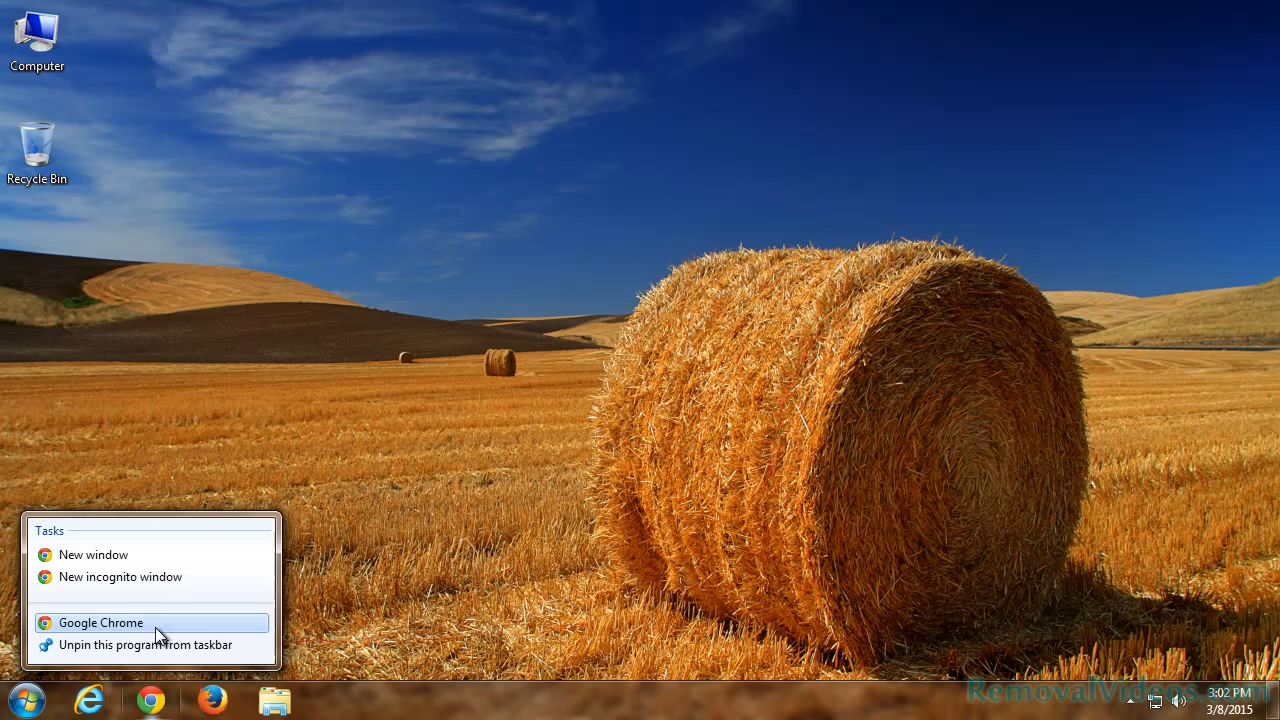 Computer
Recycle Bin
Tasks
New window
New incognito window
Google Chrome
Unpin this program from taskbar
RemovalVideos.com
3:02 PM
3/8/2015